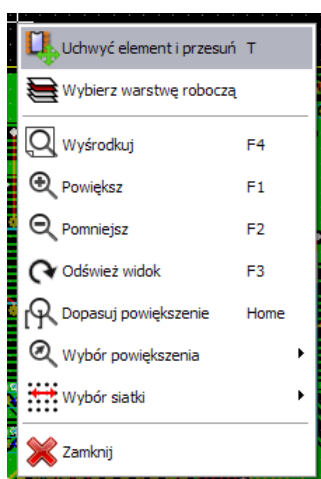 Uchwyć element i przesuń T
Wybierz warstwę roboczą
Wyśrodkuj F4
Powiększ F1
Pomniejsz F2
Odśwież widok F3
Dopasuj powiększenie Home
Wybór powiększenia
Wybór siatki
Zamknij